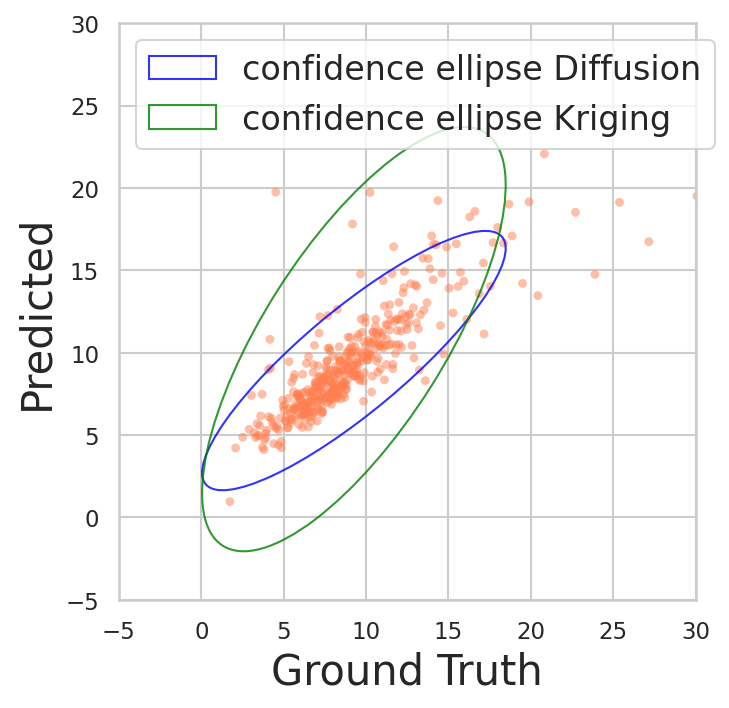 30
25
20
15
10
5
0
−5
Predicted
confidence ellipse Diffusion
confidence ellipse Kriging
−5 0 5 10 15 20 25 30
Ground Truth